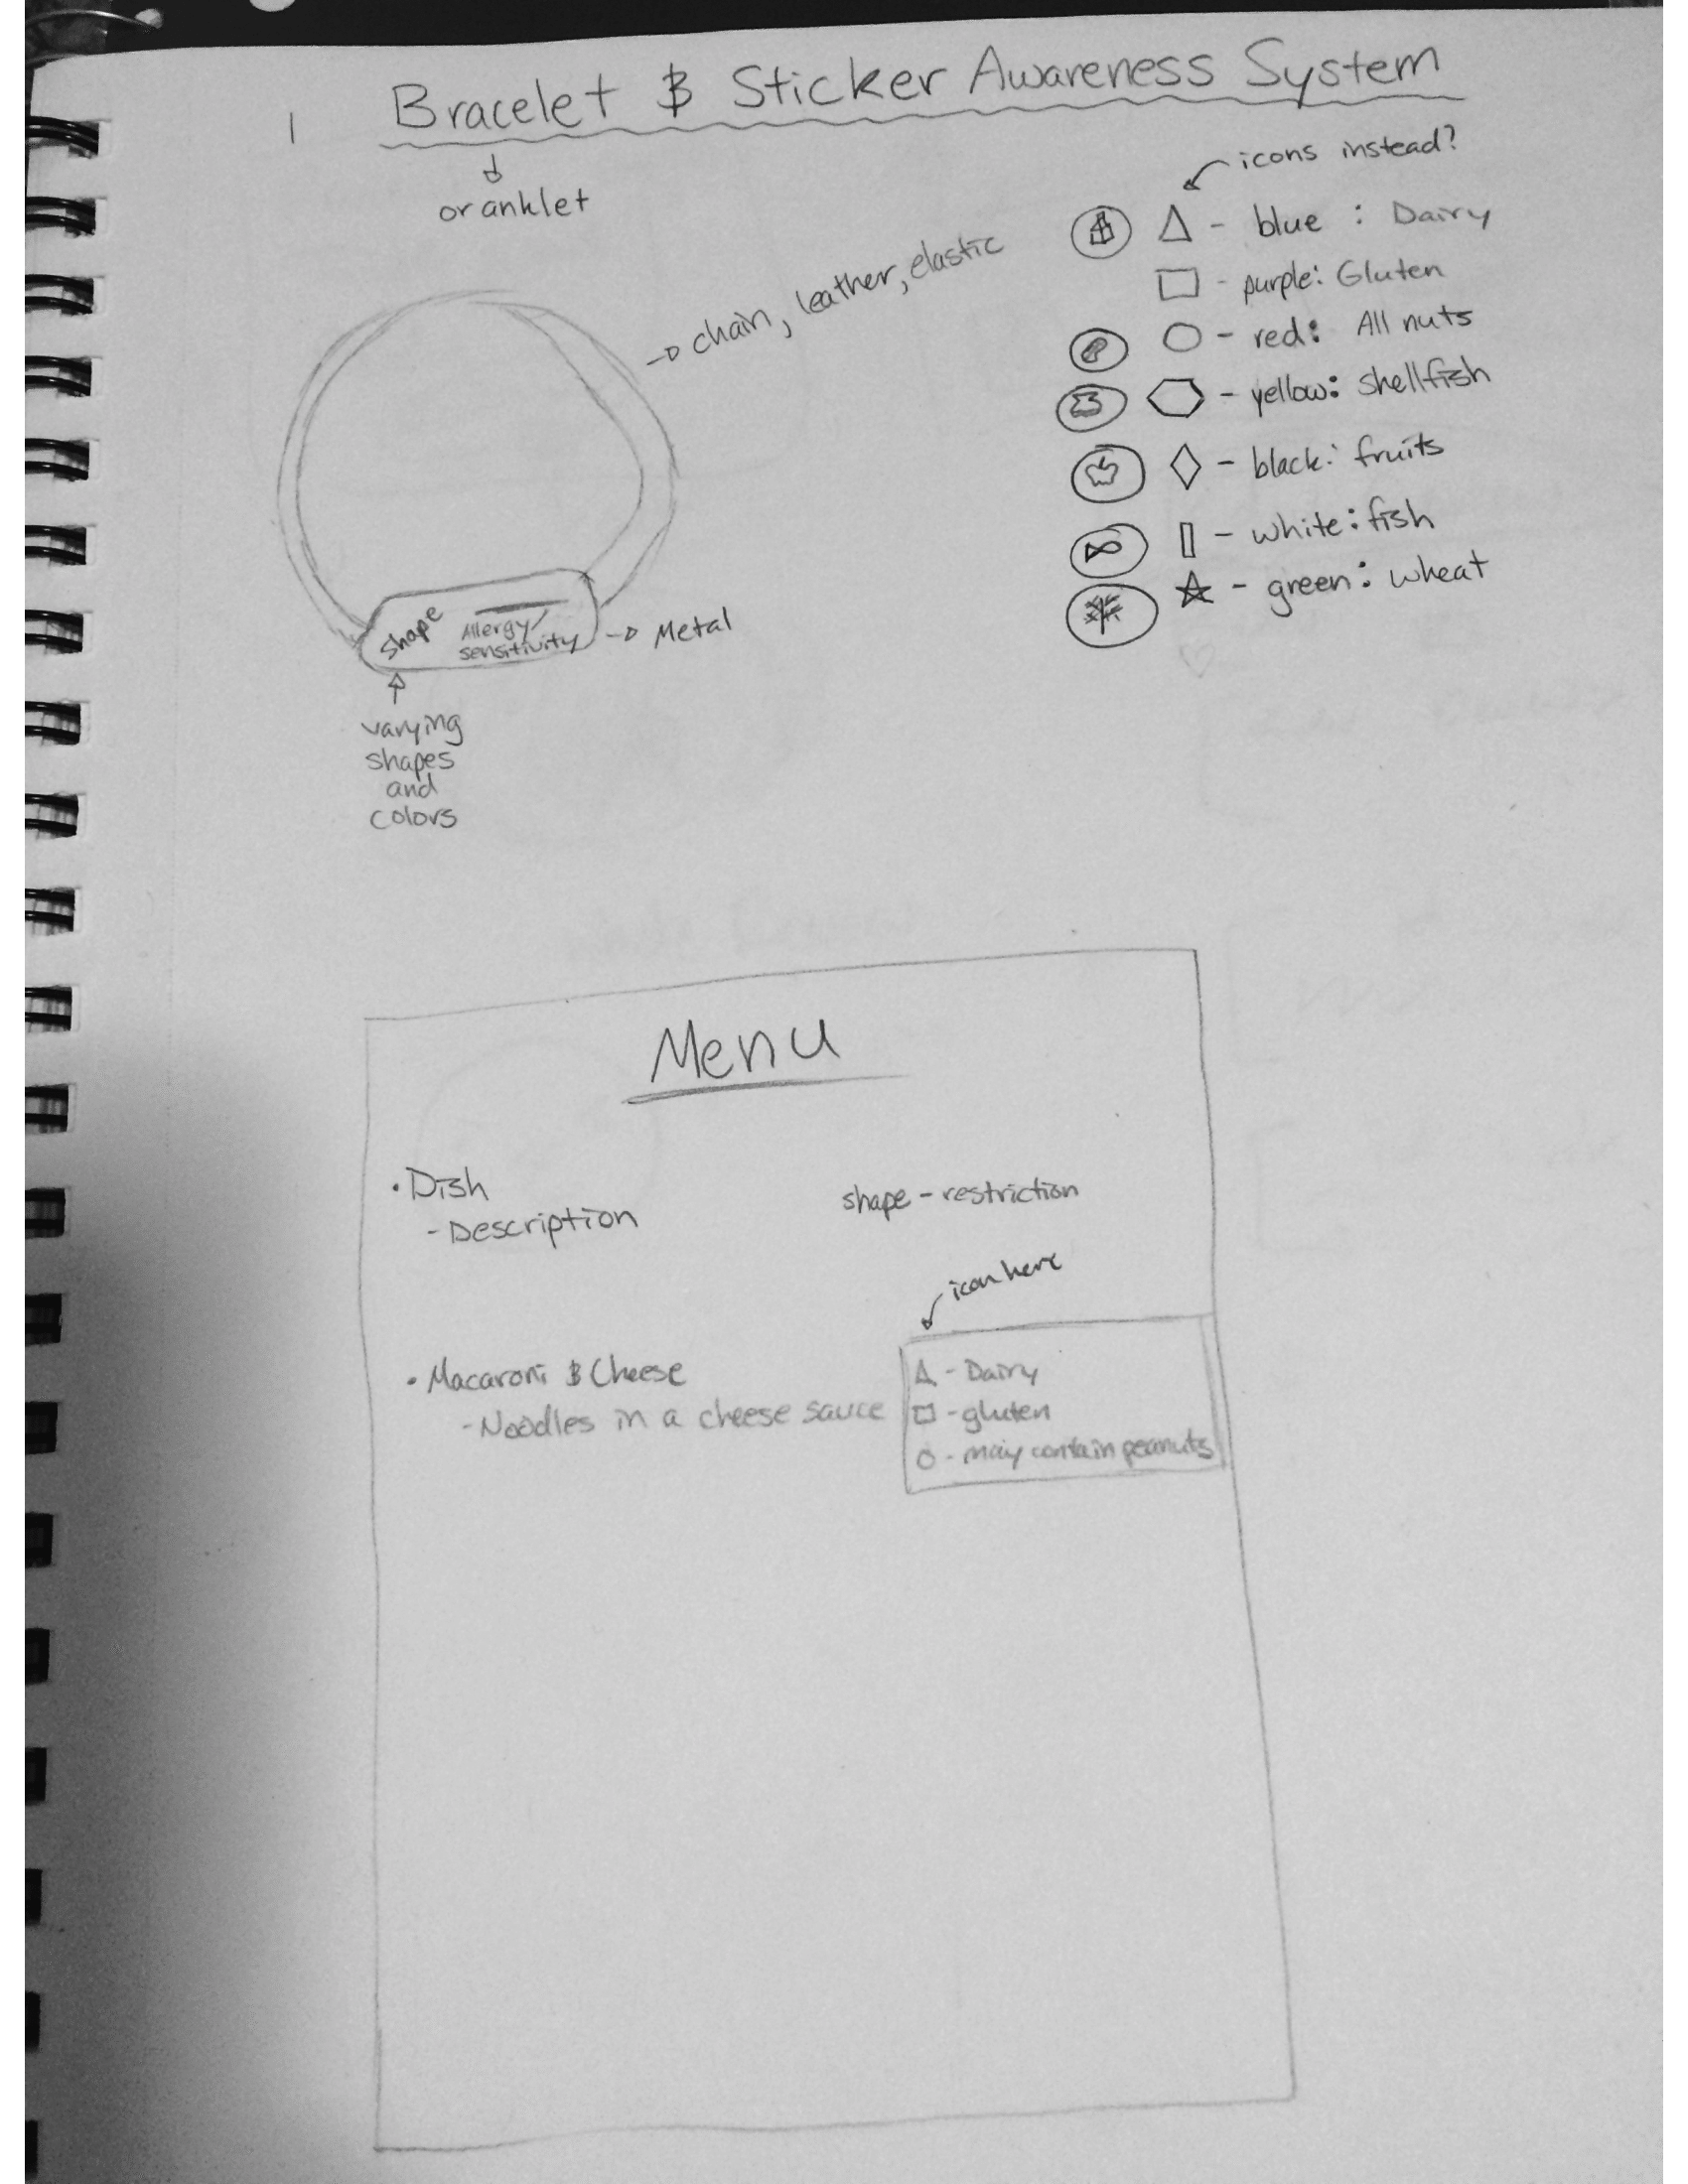 1 Bracelet & Sticker Awareness System
or anklet
icons instead?
- blue : Dairy
- purple: Gluten
- red: All nuts
- yellow: shellfish
- black: fruits
- white: fish
- green: wheat
chain, leather, elastic
shape
Allergy/
sensitivity
Metal
varying
shapes
and
colors
Menu
• Dish
- Description
shape - restriction
icon here
• Macaroni & Cheese
- Noodles in a cheese sauce
- Dairy
- gluten
- may contain peanuts